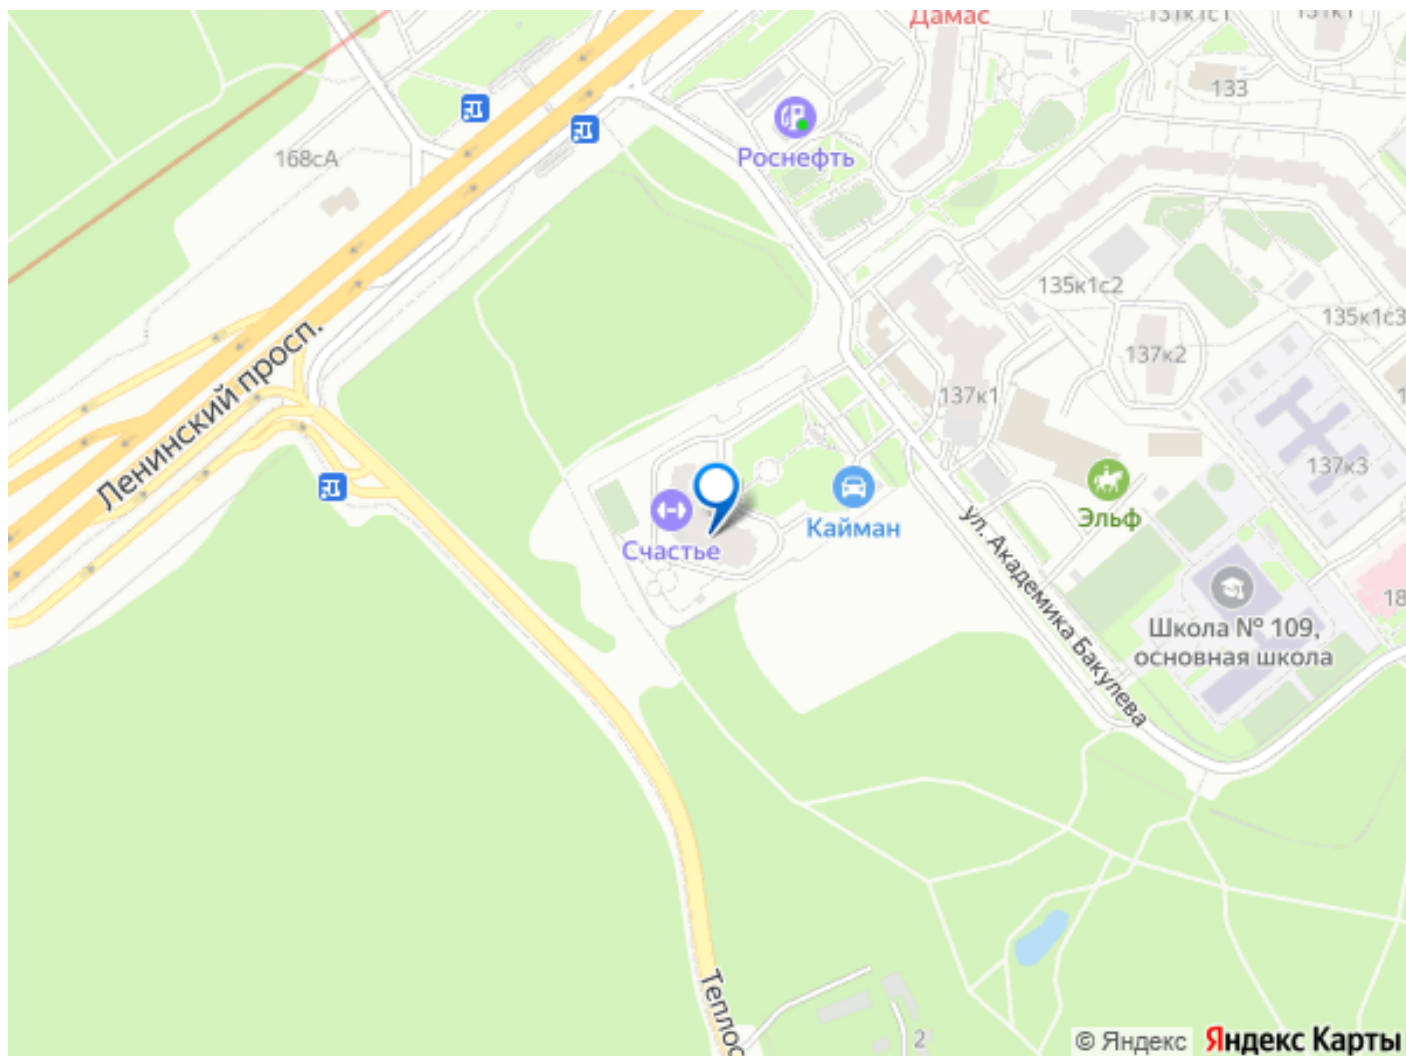 Дамас
133
168сА
Роснефть
135к1с2
135к1с3
137к2
Ленинский просп.
137к1
137к3
Кайман
Эльф
Счастье
ул. Академика Бакулева
Школа № 109,
основная школа
2
© Яндекс Яндекс Карты